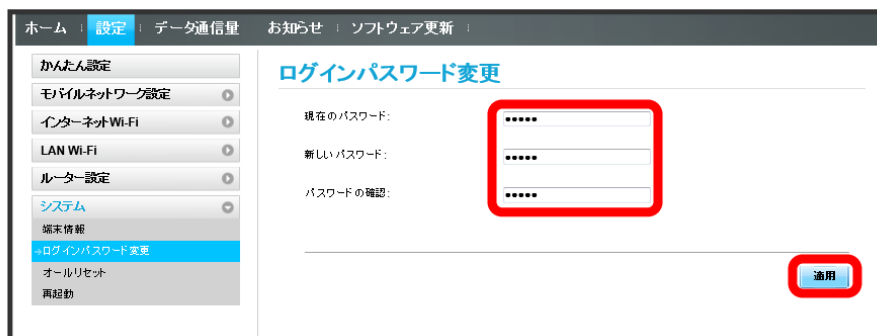 ホーム 設定 データ通信量 お知らせ ソフトウェア更新
かんたん設定
モバイルネットワーク設定
インターネットWi-Fi
LAN Wi-Fi
ルーター設定
システム
端末情報
→ログインパスワード変更
オールリセット
再起動
ログインパスワード変更
現在のパスワード: •••••
新しいパスワード: •••••
パスワードの確認: •••••
適用